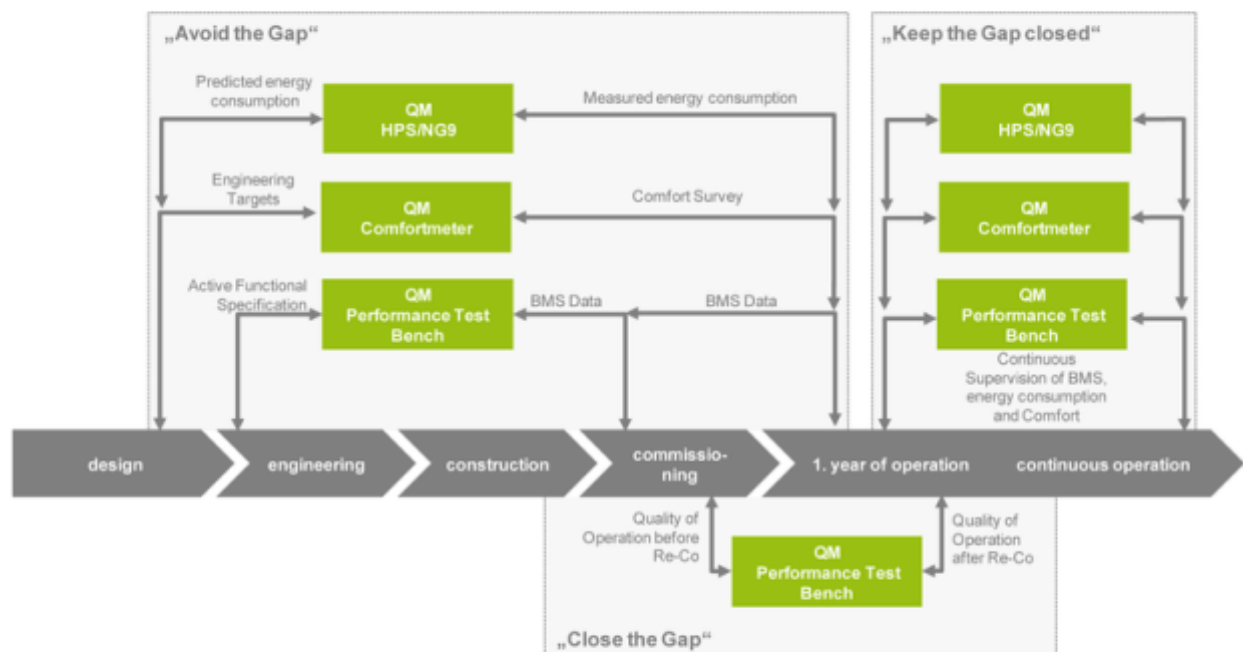 „Avoid the Gap“
„Keep the Gap closed“
Predicted energy
consumption
QM
HPS/NG9
Measured energy consumption
QM
HPS/NG9
Engineering
Targets
QM
Comfortmeter
Comfort Survey
QM
Comfortmeter
Active Functional
Specification
QM
Performance Test
Bench
BMS Data
BMS Data
QM
Performance Test
Bench
Continuous
Supervision of BMS,
energy consumption
and Comfort
design
engineering
construction
commissio-
ning
1. year of operation
continuous operation
Quality of
Operation before
Re-Co
QM
Performance Test
Bench
Quality of
Operation
after Re-Co
„Close the Gap“